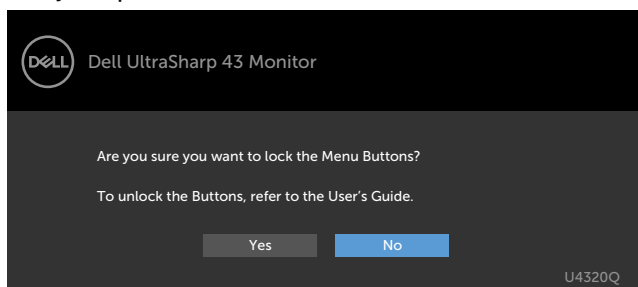 DELL Dell UltraSharp 43 Monitor
Are you sure you want to lock the Menu Buttons?
To unlock the Buttons, refer to the User's Guide.
Yes No
U4320Q